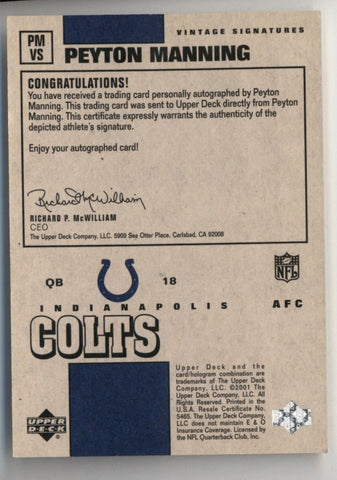 VINTAGE SIGNATURES
PM
VS
PEYTON MANNING
CONGRATULATIONS!
You have received a trading card personally autographed by Peyton
Manning. This trading card was sent to Upper Deck directly from Peyton
Manning. This certificate expressly warrants the authenticity of the
depicted athlete's signature.
Enjoy your autographed card!
Richard McWilliam
RICHARD P. McWILLIAM
CEO
The Upper Deck Company, LLC. 5909 Sea Otter Place, Carlsbad, CA 92008
QB 18
NFL
INDIANAPOLIS AFC
COLTS
Upper Deck and the
card/hologram combination are
trademarks of The Upper Deck
Company, LLC. ©2001 The
Upper Deck Company, LLC. All
Rights Reserved. Printed in the
U.S.A. Resale Certificate No.
5465. The Upper Deck Company,
LLC does not maintain E & O
Insurance Coverage. Licensed by
the NFL Quarterback Club, Inc.
UPPER
DECK